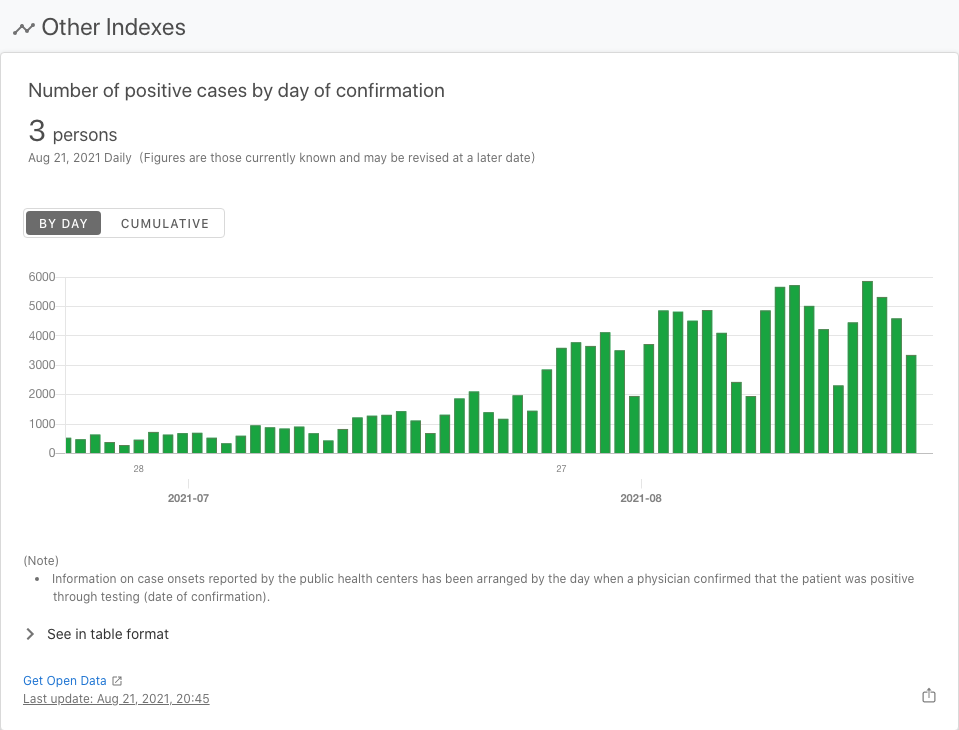 Other Indexes
Number of positive cases by day of confirmation
3 persons
Aug 21, 2021 Daily (Figures are those currently known and may be revised at a later date)
BY DAY CUMULATIVE
6000
5000
4000
3000
2000
1000
0
28 27
2021-07 2021-08
(Note)
• Information on case onsets reported by the public health centers has been arranged by the day when a physician confirmed that the patient was positive
through testing (date of confirmation).
See in table format
Get Open Data
Last update: Aug 21, 2021, 20:45